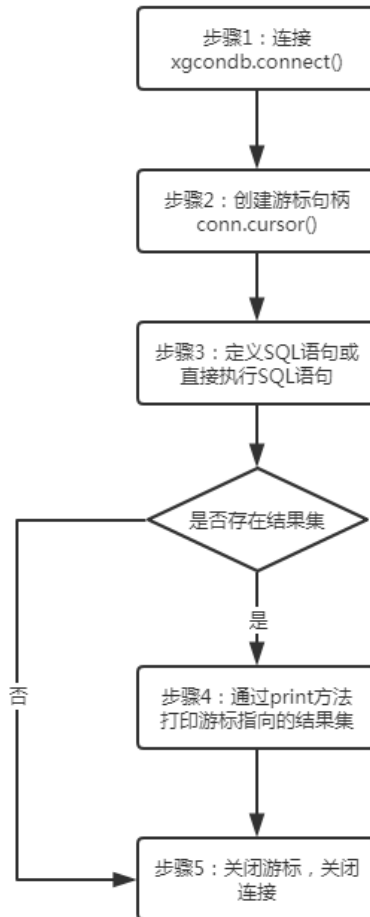 步骤1：连接
xgcondb.connect()
步骤2：创建游标句柄
conn.cursor()
步骤3：定义SQL语句或
直接执行SQL语句
是否存在结果集
是
否
步骤4：通过print方法
打印游标指向的结果集
步骤5：关闭游标，关闭
连接